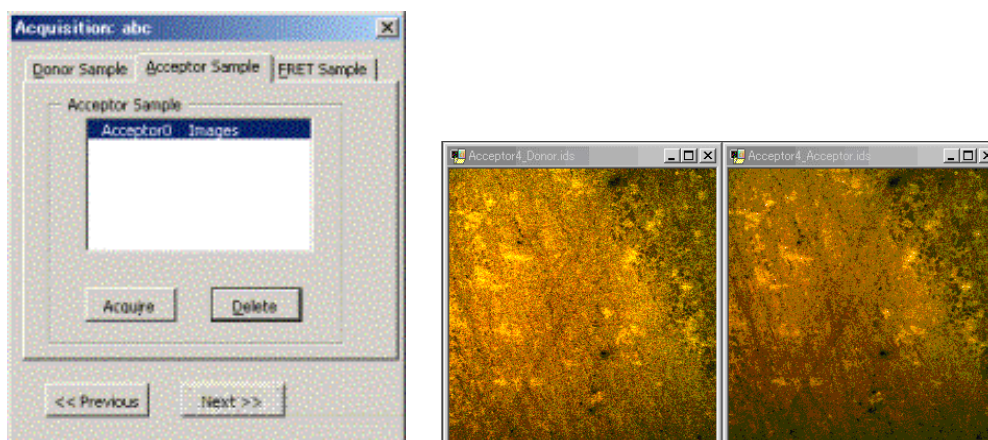 Acquisition: abc
Donor Sample Acceptor Sample FRET Sample
Acceptor Sample
Acceptor0 Images
Acquire Delete
<< Previous Next >>
Acceptor4_Donor.ids
Acceptor4_Acceptor.ids